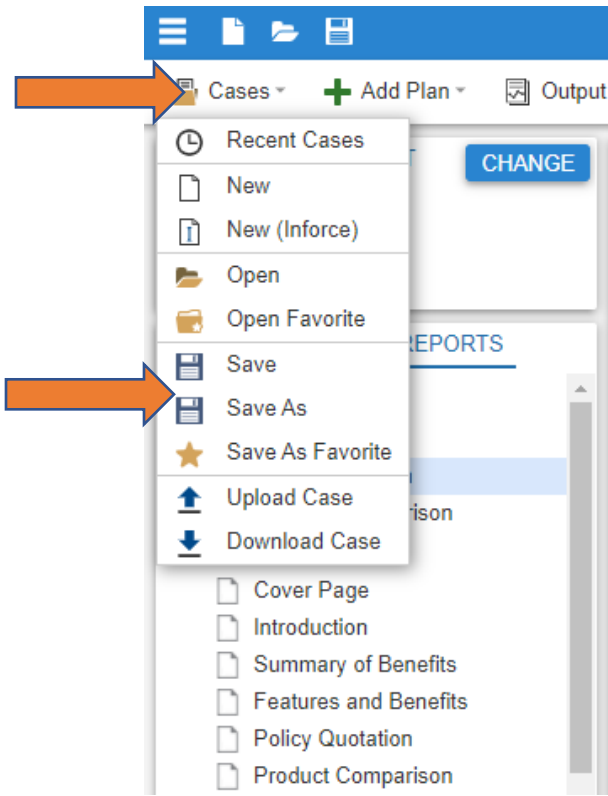 Cases
Add Plan
Output
Recent Cases
CHANGE
New
New (Inforce)
Open
Open Favorite
REPORTS
Save
Save As
Save As Favorite
Upload Case
rison
Download Case
Cover Page
Introduction
Summary of Benefits
Features and Benefits
Policy Quotation
Product Comparison